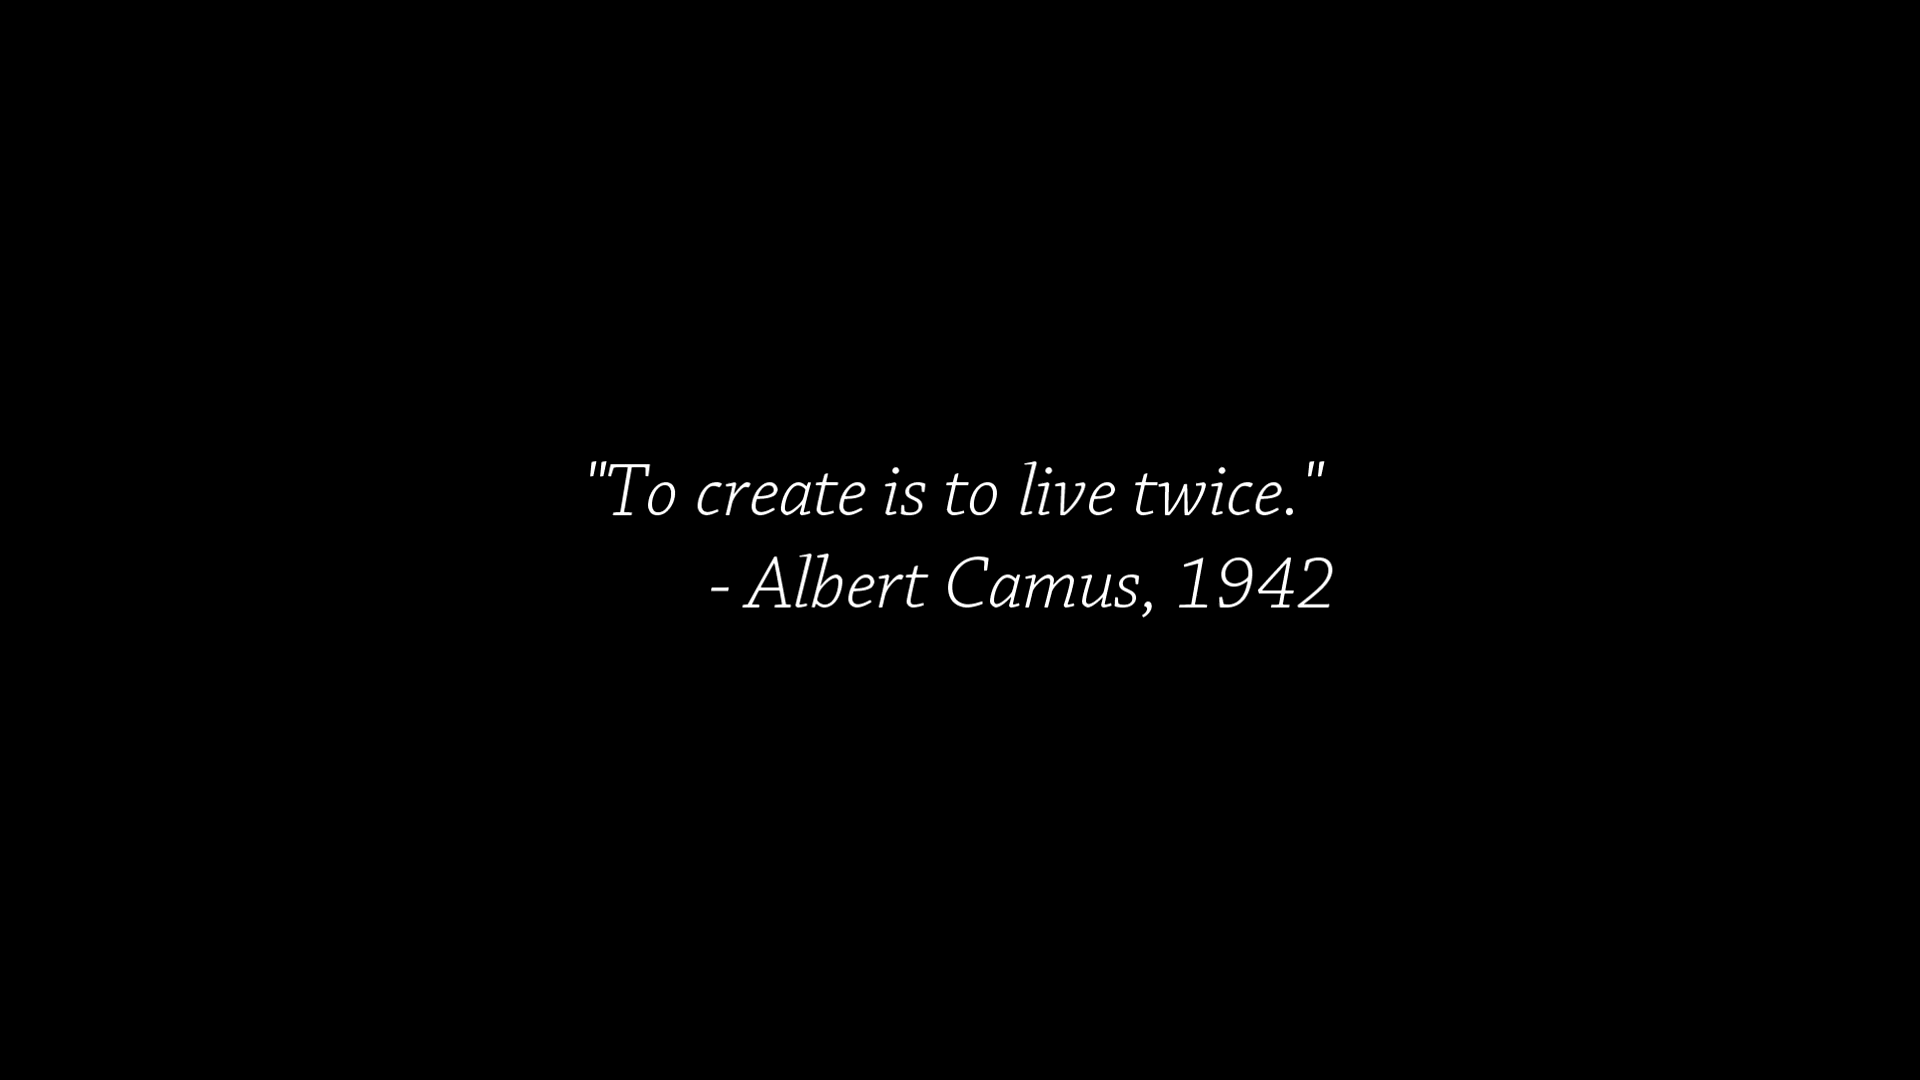 "To create is to live twice."
- Albert Camus, 1942